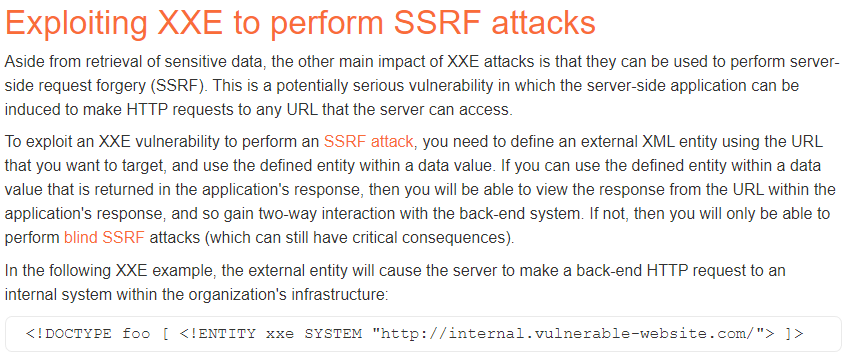 Exploiting XXE to perform SSRF attacks
Aside from retrieval of sensitive data, the other main impact of XXE attacks is that they can be used to perform server-
side request forgery (SSRF). This is a potentially serious vulnerability in which the server-side application can be
induced to make HTTP requests to any URL that the server can access.
To exploit an XXE vulnerability to perform an SSRF attack, you need to define an external XML entity using the URL
that you want to target, and use the defined entity within a data value. If you can use the defined entity within a data
value that is returned in the application's response, then you will be able to view the response from the URL within the
application's response, and so gain two-way interaction with the back-end system. If not, then you will only be able to
perform blind SSRF attacks (which can still have critical consequences).
In the following XXE example, the external entity will cause the server to make a back-end HTTP request to an
internal system within the organization's infrastructure:
<!DOCTYPE foo [ <!ENTITY xxe SYSTEM "http://internal.vulnerable-website.com/"> ]>